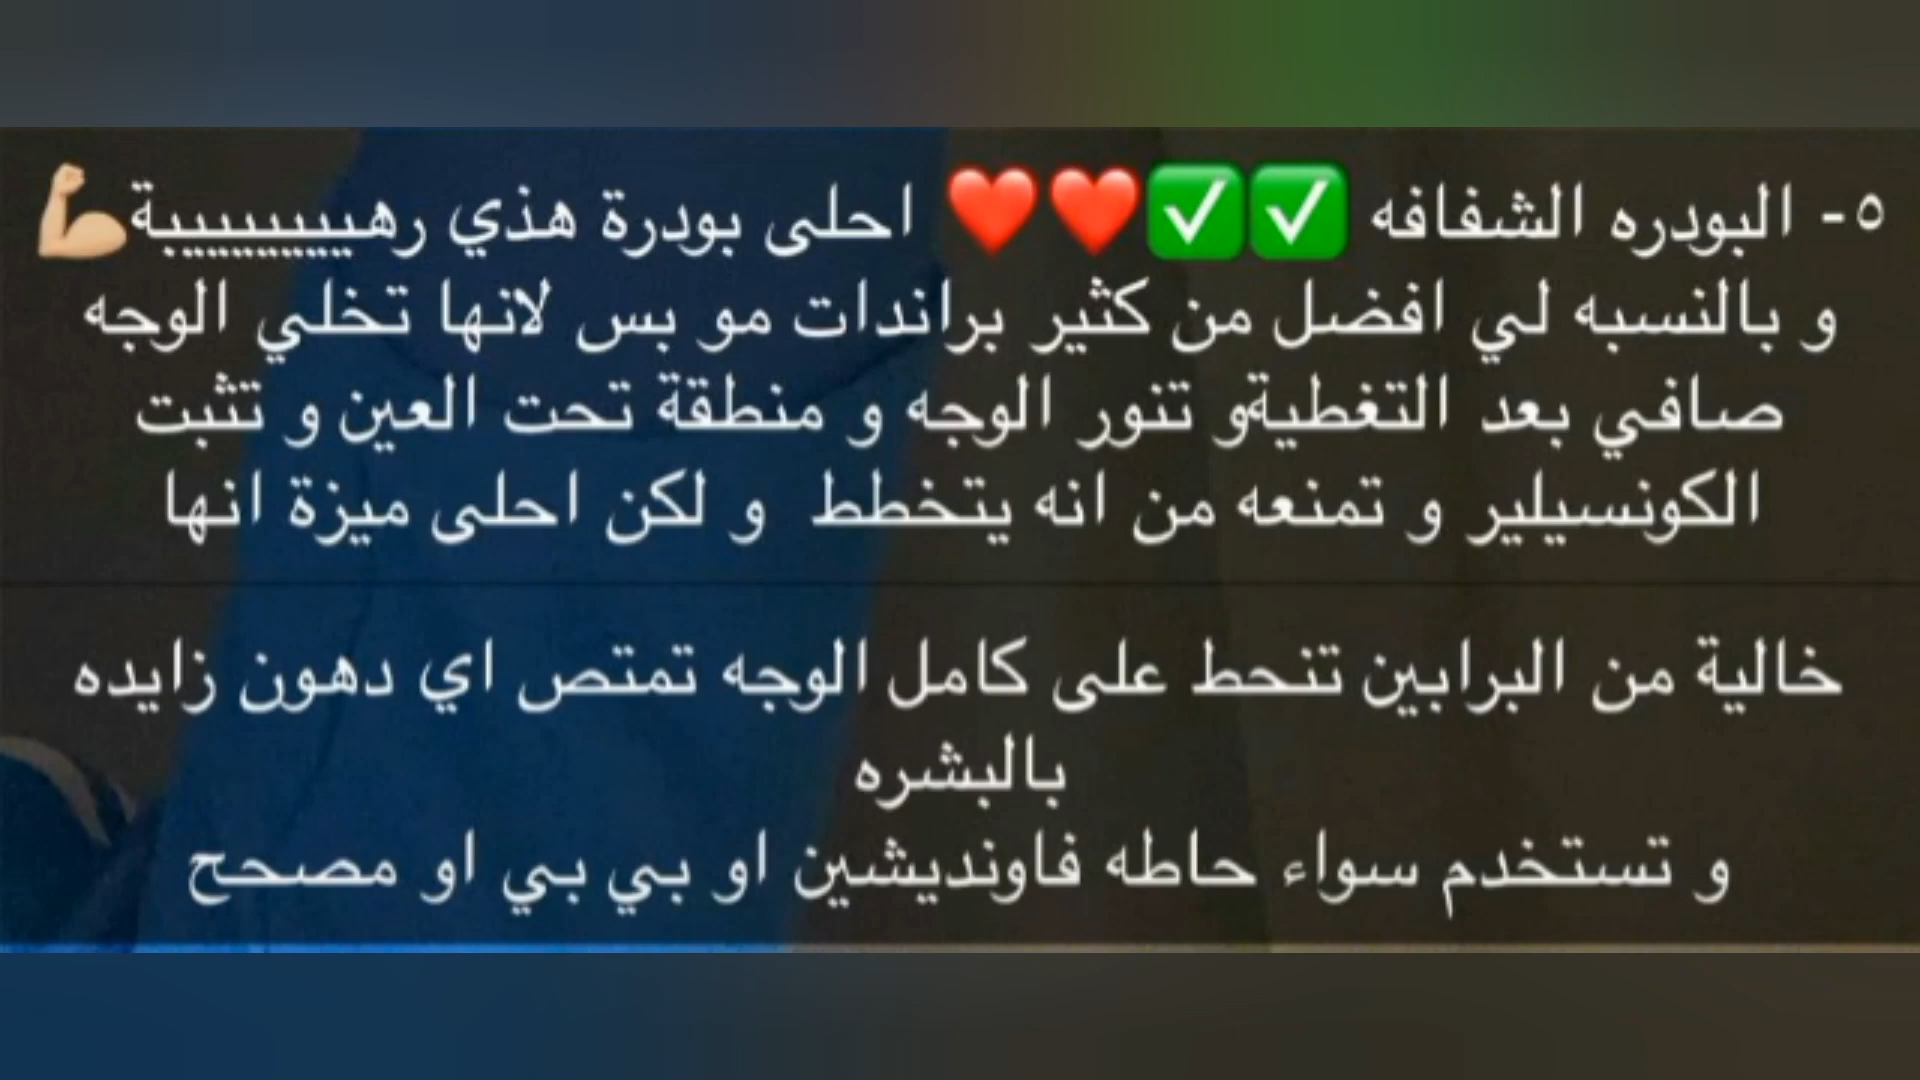 ٥- البودره الشفافه ✅✅❤️❤️ احلى بودرة هذي رهيييييييبة💪🏼
و بالنسبه لي افضل من كثير براندات مو بس لانها تخلي الوجه
صافي بعد التغطيةو تنور الوجه و منطقة تحت العين و تثبت
الكونسيلير و تمنعه من انه يتخطط و لكن احلى ميزة انها
خالية من البرابين تنحط على كامل الوجه تمتص اي دهون زايده
بالبشره
و تستخدم سواء حاطه فاونديشين او بي بي او مصحح